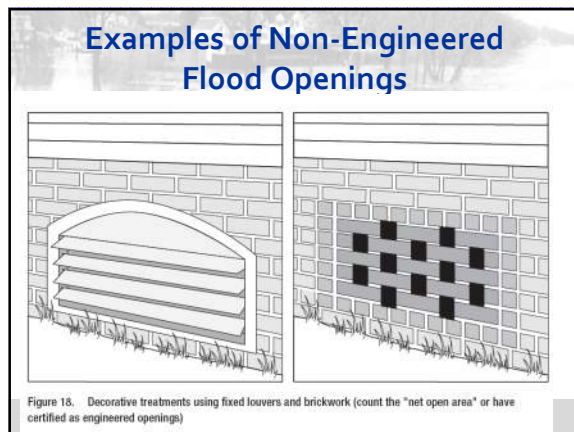 Examples of Non-Engineered
Flood Openings
Figure 18. Decorative treatments using fixed louvers and brickwork (count the "net open area" or have
certified as engineered openings)